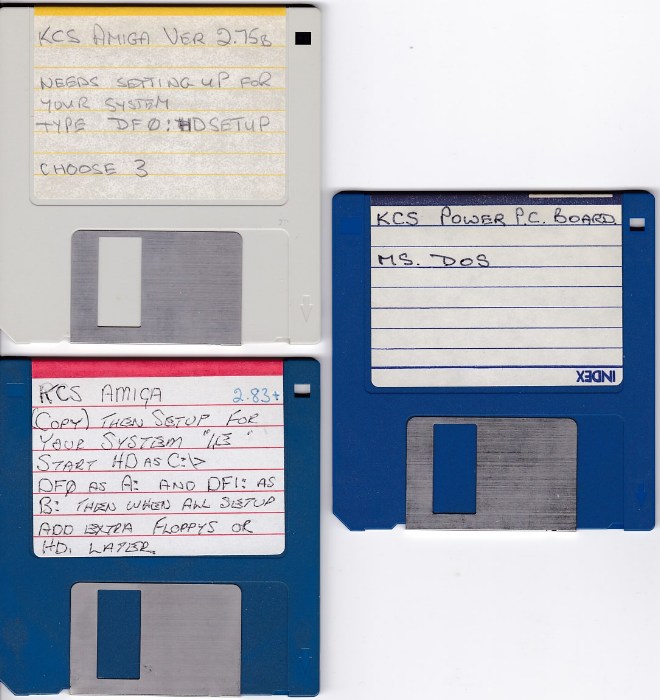 KCS AMIGA VER 2.75B
NEEDS SETTING UP FOR
YOUR SYSTEM
TYPE DF0: HDSETUP
CHOOSE 3
KCS POWER P.C. BOARD
MS. DOS
INDEX
KCS AMIGA 2.83+
(COPY) THEN SETUP FOR
YOUR SYSTEM "IE"
START HD AS C:\>
DF0 AS A: AND DF1: AS
B: THEN WHEN ALL SETUP
ADD EXTRA FLOPPYS OR
HD. LATER.